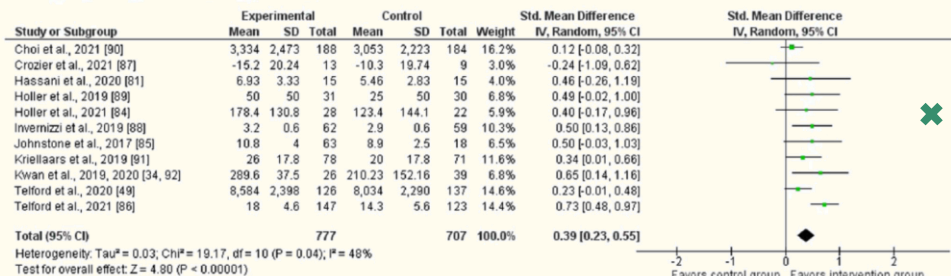 Experimental Control Std. Mean Difference Std. Mean Difference
Study or Subgroup Mean SD Total Mean SD Total Weight IV, Random, 95% CI IV, Random, 95% CI
Choi et al., 2021 [90] 3,334 2,473 188 3,053 2,223 184 16.2% 0.12 [-0.08, 0.32]
Crozier et al., 2021 [87] -15.2 20.24 13 -10.3 19.74 9 3.0% -0.24 [-1.09, 0.62]
Hassani et al., 2020 [81] 6.93 3.33 15 5.46 2.83 15 4.0% 0.46 [-0.26, 1.19]
Holler et al., 2019 [89] 50 50 31 25 50 30 6.8% 0.49 [-0.02, 1.00]
Holler et al., 2021 [84] 178.4 130.8 28 123.4 144.1 22 5.8% 0.40 [-0.17, 0.96]
Invernizzi et al., 2019 [88] 3.2 0.6 62 2.9 0.6 59 10.7% 0.50 [0.13, 0.86]
Johnstone et al., 2017 [85] 10.8 4 63 8.9 2.5 18 6.5% 0.50 [-0.03, 1.03]
Kriellaars et al., 2019 [91] 26 17.8 78 20 17.8 71 12.1% 0.34 [0.01, 0.66]
Kwan et al., 2019, 2020 [34, 92] 289.6 37.5 26 210.23 152.16 39 6.8% 0.65 [0.14, 1.16]
Telford et al., 2020 [49] 8,584 2,398 126 8,034 2,290 137 14.6% 0.23 [-0.01, 0.48]
Telford et al., 2021 [86] 18 4.6 147 14.3 5.6 123 14.4% 0.73 [0.48, 0.97]
Total (95% CI) 777 707 100.0% 0.39 [0.23, 0.55]
Heterogeneity: Tau² = 0.03; Chi² = 19.17, df = 10 (P = 0.04); I² = 48%
Test for overall effect: Z = 4.80 (P < 0.00001)
-2 -1 0 1 2
Favors control group Favors intervention group